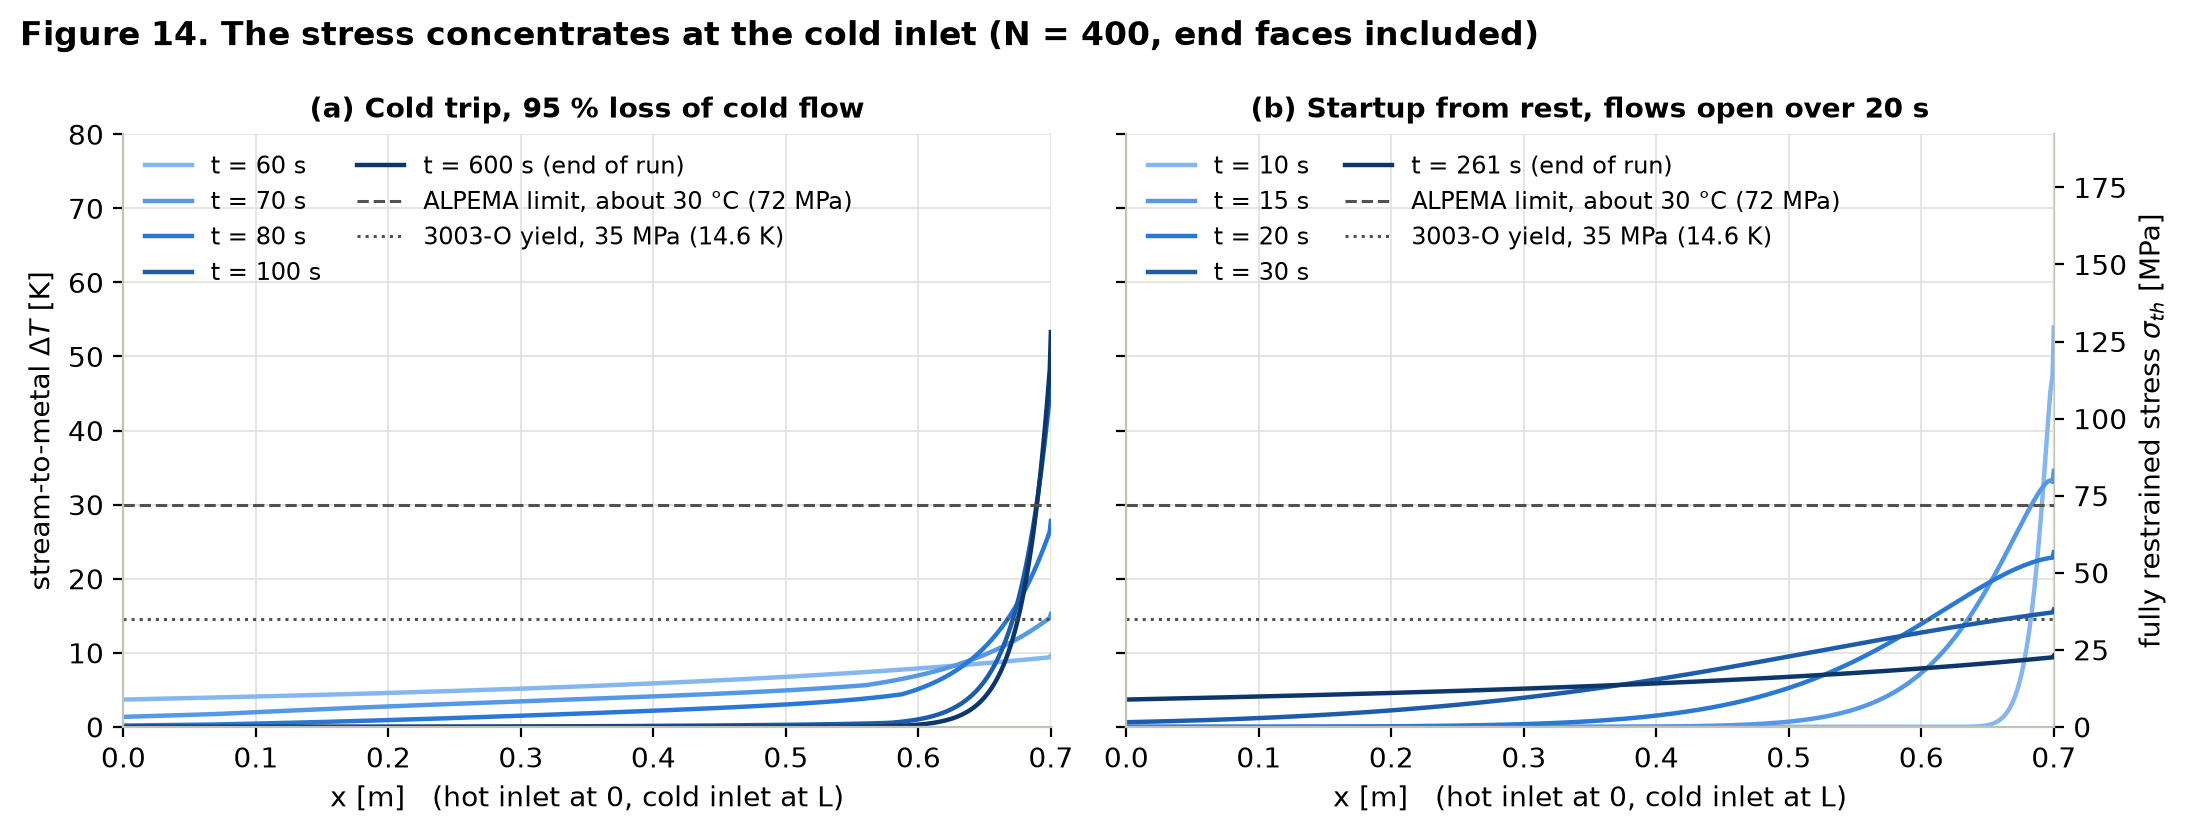 Figure 14. The stress concentrates at the cold inlet (N = 400, end faces included)
(a) Cold trip, 95 % loss of cold flow
80
70
60
50
40
30
20
10
0
stream-to-metal ΔT [K]
t = 60 s
t = 70 s
t = 80 s
t = 100 s
t = 600 s (end of run)
ALPEMA limit, about 30 °C (72 MPa)
3003-O yield, 35 MPa (14.6 K)
0.0 0.1 0.2 0.3 0.4 0.5 0.6 0.7
x [m] (hot inlet at 0, cold inlet at L)
(b) Startup from rest, flows open over 20 s
t = 10 s
t = 15 s
t = 20 s
t = 30 s
t = 261 s (end of run)
ALPEMA limit, about 30 °C (72 MPa)
3003-O yield, 35 MPa (14.6 K)
175
150
125
100
75
50
25
0
fully restrained stress σth [MPa]
0.0 0.1 0.2 0.3 0.4 0.5 0.6 0.7
x [m] (hot inlet at 0, cold inlet at L)